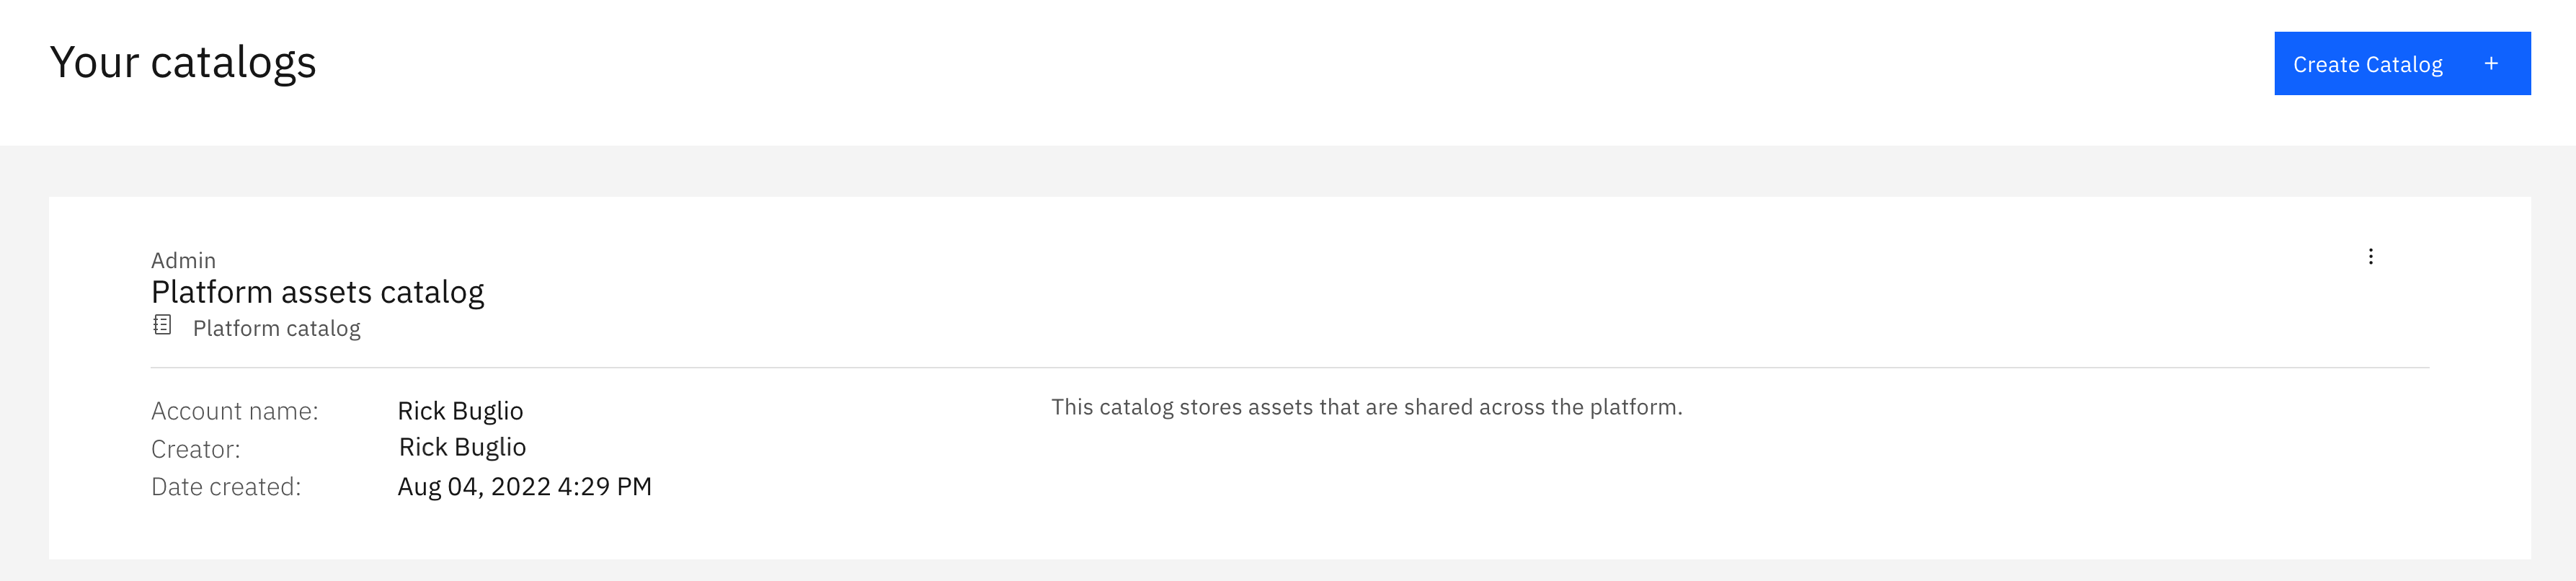 Your catalogs
Create Catalog +
Admin
Platform assets catalog
Platform catalog
Account name: Rick Buglio
This catalog stores assets that are shared across the platform.
Creator: Rick Buglio
Date created: Aug 04, 2022 4:29 PM